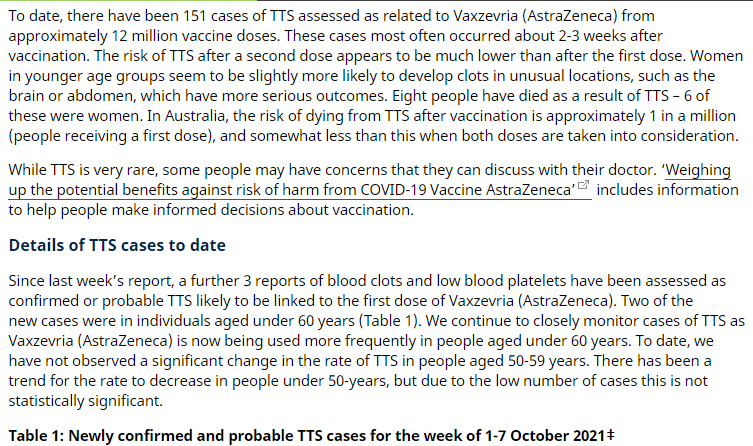 To date, there have been 151 cases of TTS assessed as related to Vaxzevria (AstraZeneca) from
approximately 12 million vaccine doses. These cases most often occurred about 2-3 weeks after
vaccination. The risk of TTS after a second dose appears to be much lower than after the first dose. Women
in younger age groups seem to be slightly more likely to develop clots in unusual locations, such as the
brain or abdomen, which have more serious outcomes. Eight people have died as a result of TTS – 6 of
these were women. In Australia, the risk of dying from TTS after vaccination is approximately 1 in a million
(people receiving a first dose), and somewhat less than this when both doses are taken into consideration.
While TTS is very rare, some people may have concerns that they can discuss with their doctor. ‘Weighing
up the potential benefits against risk of harm from COVID-19 Vaccine AstraZeneca’ includes information
to help people make informed decisions about vaccination.
Details of TTS cases to date
Since last week’s report, a further 3 reports of blood clots and low blood platelets have been assessed as
confirmed or probable TTS likely to be linked to the first dose of Vaxzevria (AstraZeneca). Two of the
new cases were in individuals aged under 60 years (Table 1). We continue to closely monitor cases of TTS as
Vaxzevria (AstraZeneca) is now being used more frequently in people aged under 60 years. To date, we
have not observed a significant change in the rate of TTS in people aged 50-59 years. There has been a
trend for the rate to decrease in people under 50-years, but due to the low number of cases this is not
statistically significant.
Table 1: Newly confirmed and probable TTS cases for the week of 1-7 October 2021‡